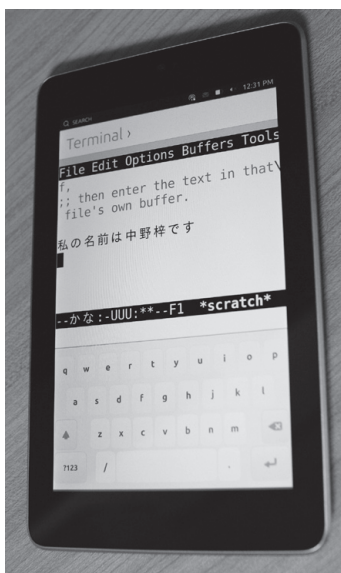 SEARCH
12:31 PM
Terminal ›
File Edit Options Buffers Tools
f,
;; then enter the text in that\
file's own buffer.
私の名前は中野梓です
--かな:-UUU:**--F1 *scratch*
q w e r t y u i o p
a s d f g h j k l
z x c v b n m
?123 / .